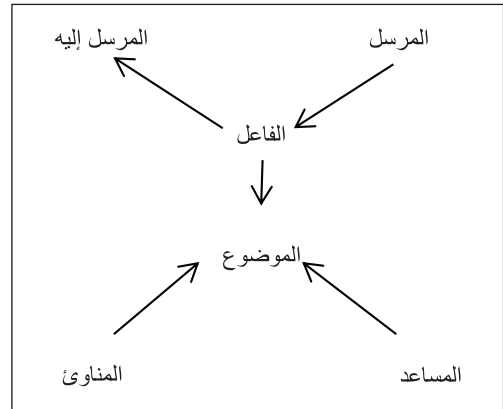 المرسل المرسل إليه
الفاعل
الموضوع
المساعد المناوئ